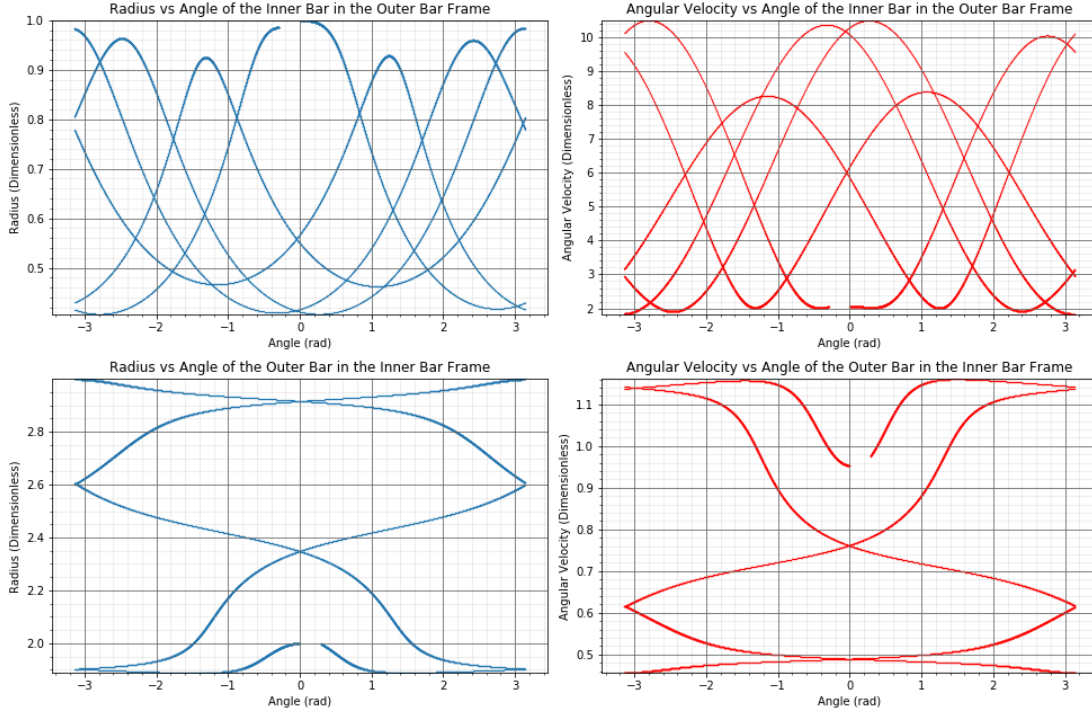 Radius vs Angle of the Inner Bar in the Outer Bar Frame
Radius (Dimensionless)
1.0
0.9
0.8
0.7
0.6
0.5
−3 −2 −1 0 1 2 3
Angle (rad)
Angular Velocity vs Angle of the Inner Bar in the Outer Bar Frame
Angular Velocity (Dimensionless)
10
9
8
7
6
5
4
3
2
−3 −2 −1 0 1 2 3
Angle (rad)
Radius vs Angle of the Outer Bar in the Inner Bar Frame
Radius (Dimensionless)
2.8
2.6
2.4
2.2
2.0
−3 −2 −1 0 1 2 3
Angle (rad)
Angular Velocity vs Angle of the Outer Bar in the Inner Bar Frame
Angular Velocity (Dimensionless)
1.1
1.0
0.9
0.8
0.7
0.6
0.5
−3 −2 −1 0 1 2 3
Angle (rad)